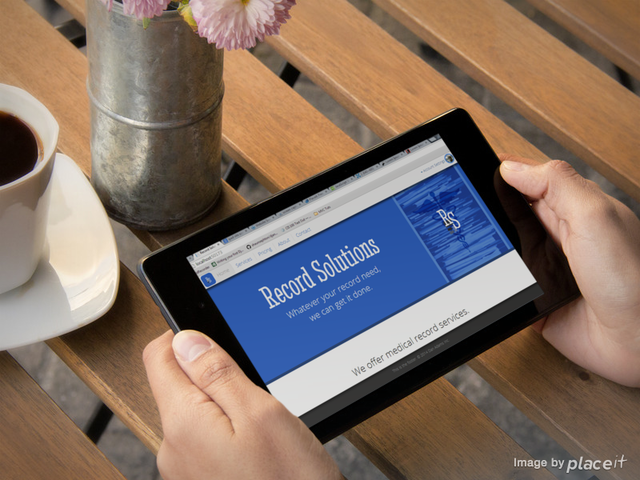 Services Pricing About Contact
Record Solutions
Whatever your record need,
we can get it done.
RS
We offer medical record services.
Image by placeit